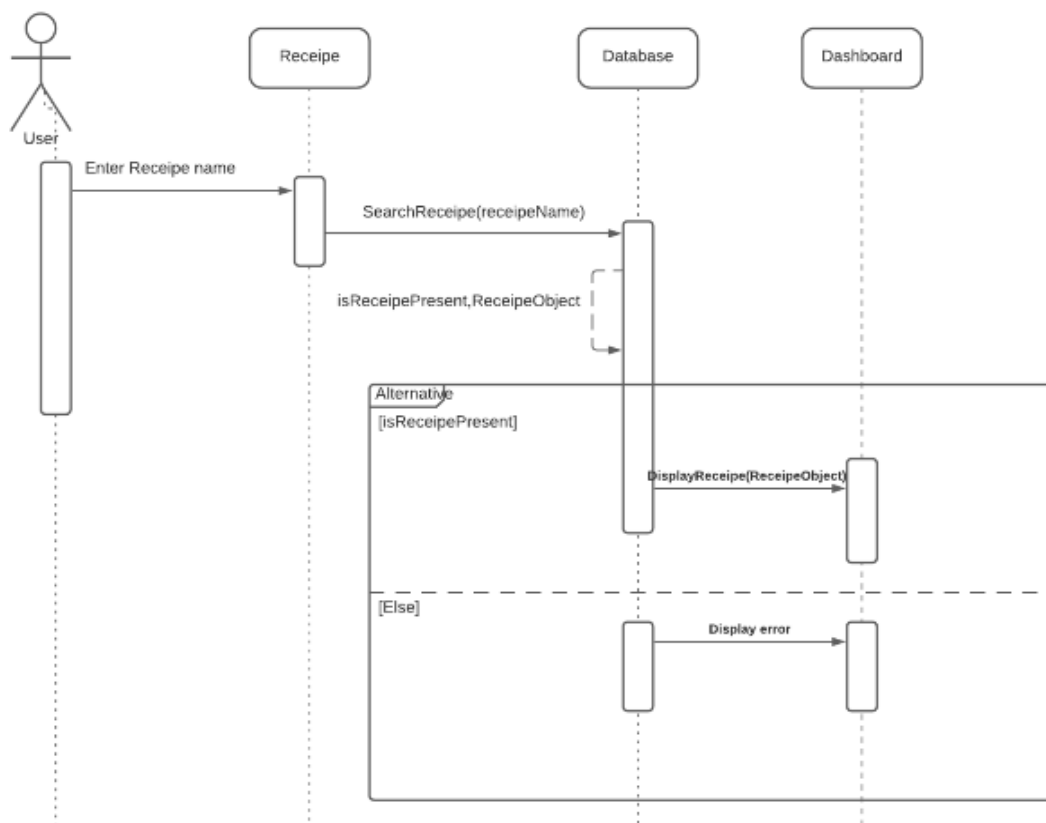 Receipe
Database
Dashboard
User
Enter Receipe name
SearchReceipe(receipeName)
isReceipePresent,ReceipeObject
Alternative
[isReceipePresent]
DisplayReceipe(ReceipeObject)
[Else]
Display error